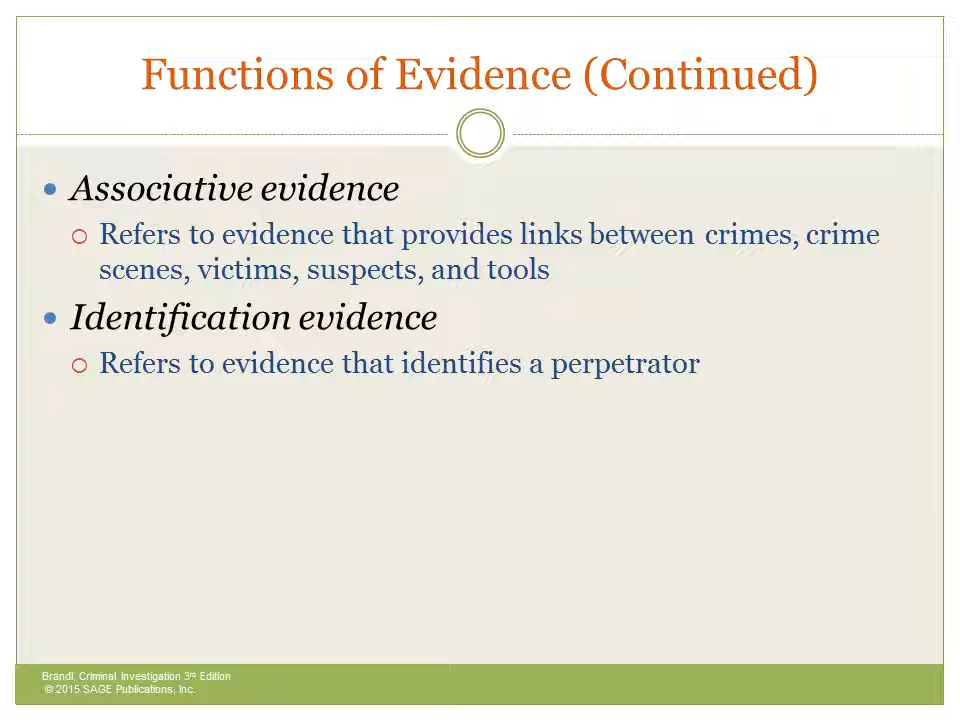 Functions of Evidence (Continued)
Associative evidence
Refers to evidence that provides links between crimes, crime
scenes, victims, suspects, and tools
Identification evidence
Refers to evidence that identifies a perpetrator
Brandl, Criminal Investigation 3rd Edition
© 2015 SAGE Publications, Inc.